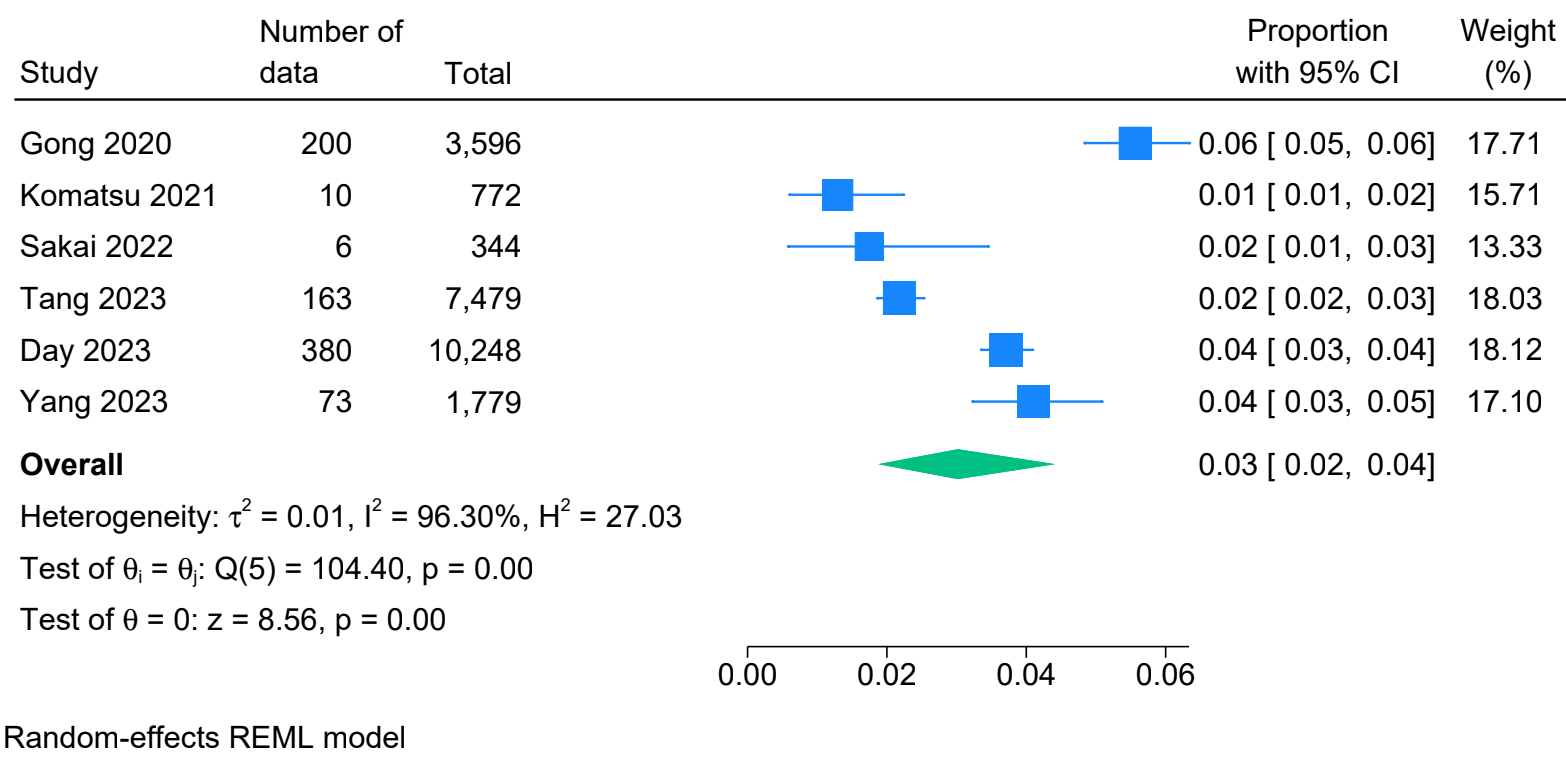 Number of Proportion Weight
Study data Total with 95% CI (%)
Gong 2020 200 3,596 0.06 [ 0.05, 0.06] 17.71
Komatsu 2021 10 772 0.01 [ 0.01, 0.02] 15.71
Sakai 2022 6 344 0.02 [ 0.01, 0.03] 13.33
Tang 2023 163 7,479 0.02 [ 0.02, 0.03] 18.03
Day 2023 380 10,248 0.04 [ 0.03, 0.04] 18.12
Yang 2023 73 1,779 0.04 [ 0.03, 0.05] 17.10
Overall 0.03 [ 0.02, 0.04]
Heterogeneity: τ² = 0.01, I² = 96.30%, H² = 27.03
Test of θᵢ = θⱼ: Q(5) = 104.40, p = 0.00
Test of θ = 0: z = 8.56, p = 0.00
0.00 0.02 0.04 0.06
Random-effects REML model